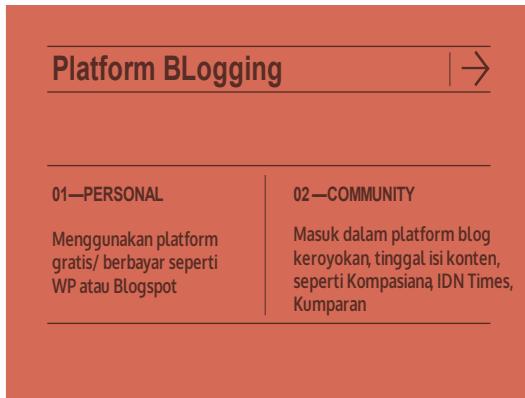 Platform BLogging
01—PERSONAL
Menggunakan platform
gratis/ berbayar seperti
WP atau Blogspot
02—COMMUNITY
Masuk dalam platform blog
keroyokan, tinggal isi konten,
seperti Kompasiana, IDN Times,
Kumparan